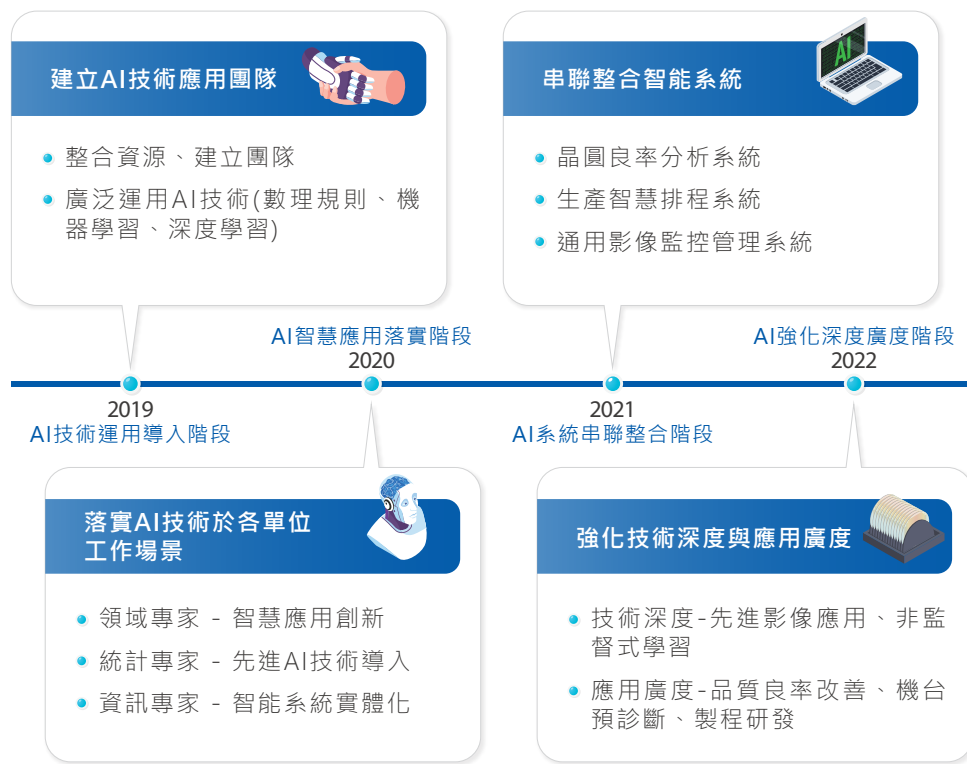 建立AI技術應用團隊
整合資源、建立團隊
廣泛運用AI技術(數理規則、機
器學習、深度學習)
AI
串聯整合智能系統
晶圓良率分析系統
生產智慧排程系統
通用影像監控管理系統
AI智慧應用落實階段
2020
AI強化深度廣度階段
2022
2019
AI技術運用導入階段
2021
AI系統串聯整合階段
落實AI技術於各單位
工作場景
領域專家 - 智慧應用創新
統計專家 - 先進AI技術導入
資訊專家 - 智能系統實體化
強化技術深度與應用廣度
技術深度-先進影像應用、非監
督式學習
應用廣度-品質良率改善、機台
預診斷、製程研發